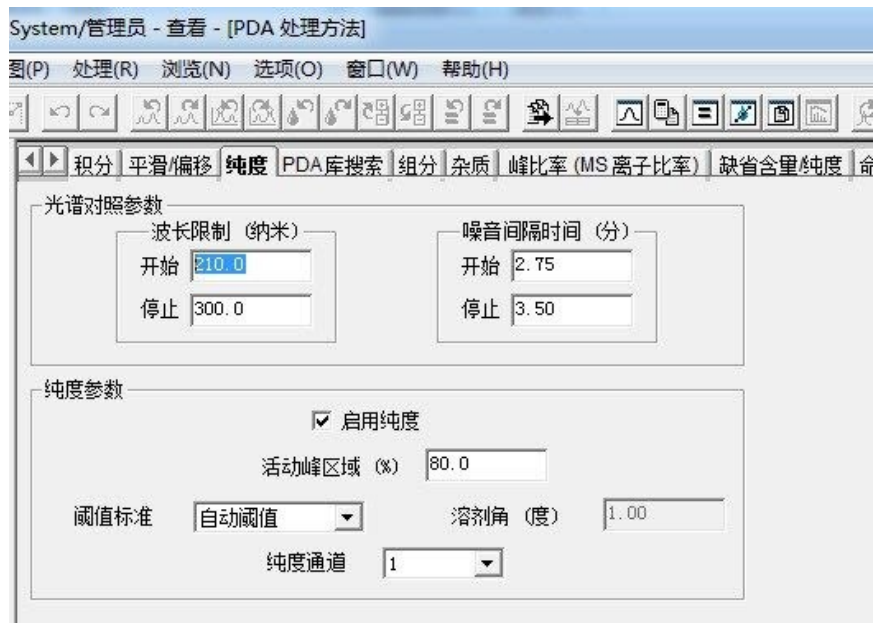 System/管理员 - 查看 - [PDA 处理方法]
图(P) 处理(R) 浏览(N) 选项(O) 窗口(W) 帮助(H)
积分 平滑/偏移 纯度 PDA库搜索 组分 杂质 峰比率 (MS 离子比率) 缺省含量/纯度 命
光谱对照参数
波长限制 (纳米) 噪音间隔时间 (分)
开始 210.0 开始 2.75
停止 300.0 停止 3.50
纯度参数
启用纯度
活动峰区域 (%) 80.0
阈值标准 自动阈值 溶剂角 (度) 1.00
纯度通道 1